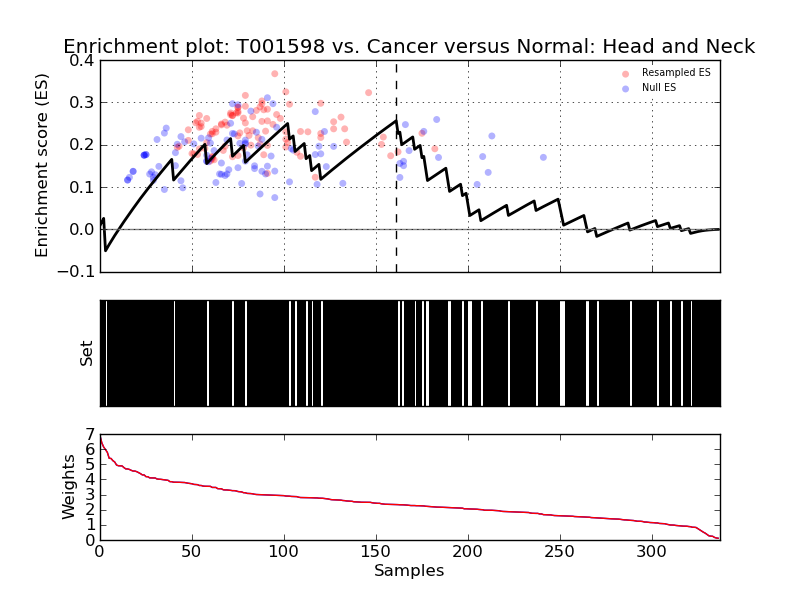 Enrichment plot: T001598 vs. Cancer versus Normal: Head and Neck
Enrichment score (ES)
0.4
0.3
0.2
0.1
0.0
−0.1
Resampled ES
Null ES
Set
Weights
7
6
5
4
3
2
1
0
0 50 100 150 200 250 300
Samples